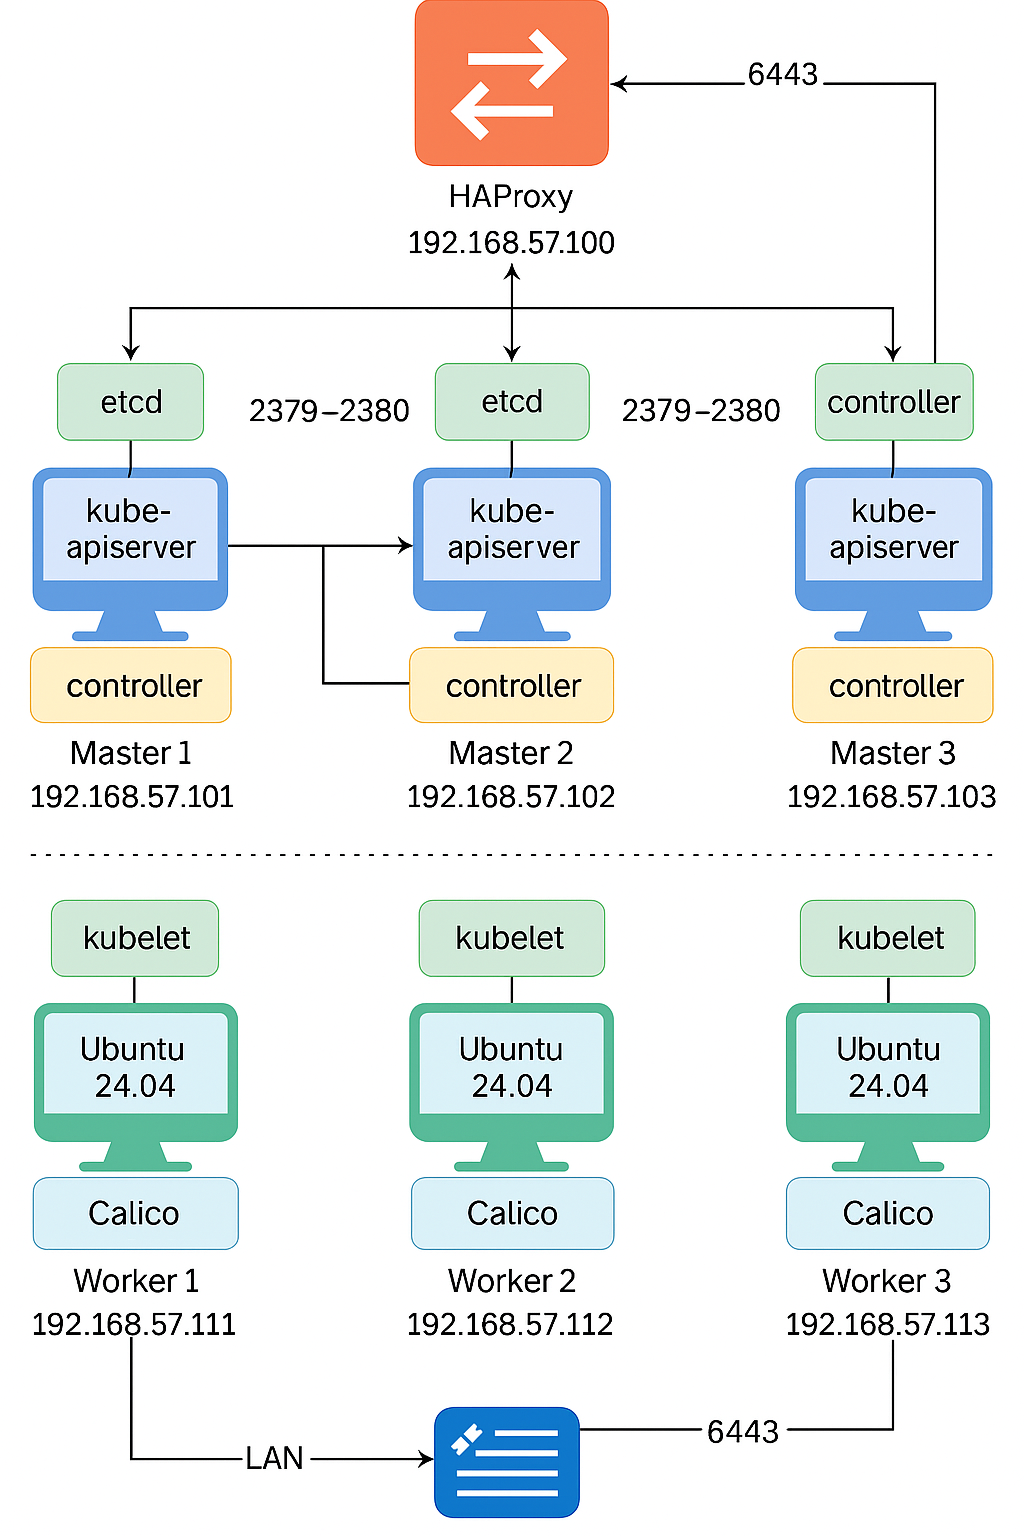 6443
HAProxy
192.168.57.100
etcd
2379–2380
etcd
2379–2380
controller
kube-
apiserver
kube-
apiserver
kube-
apiserver
controller
controller
controller
Master 1
Master 2
Master 3
192.168.57.101
192.168.57.102
192.168.57.103
kubelet
kubelet
kubelet
Ubuntu
24.04
Ubuntu
24.04
Ubuntu
24.04
Calico
Calico
Calico
Worker 1
Worker 2
Worker 3
192.168.57.111
192.168.57.112
192.168.57.113
LAN
6443